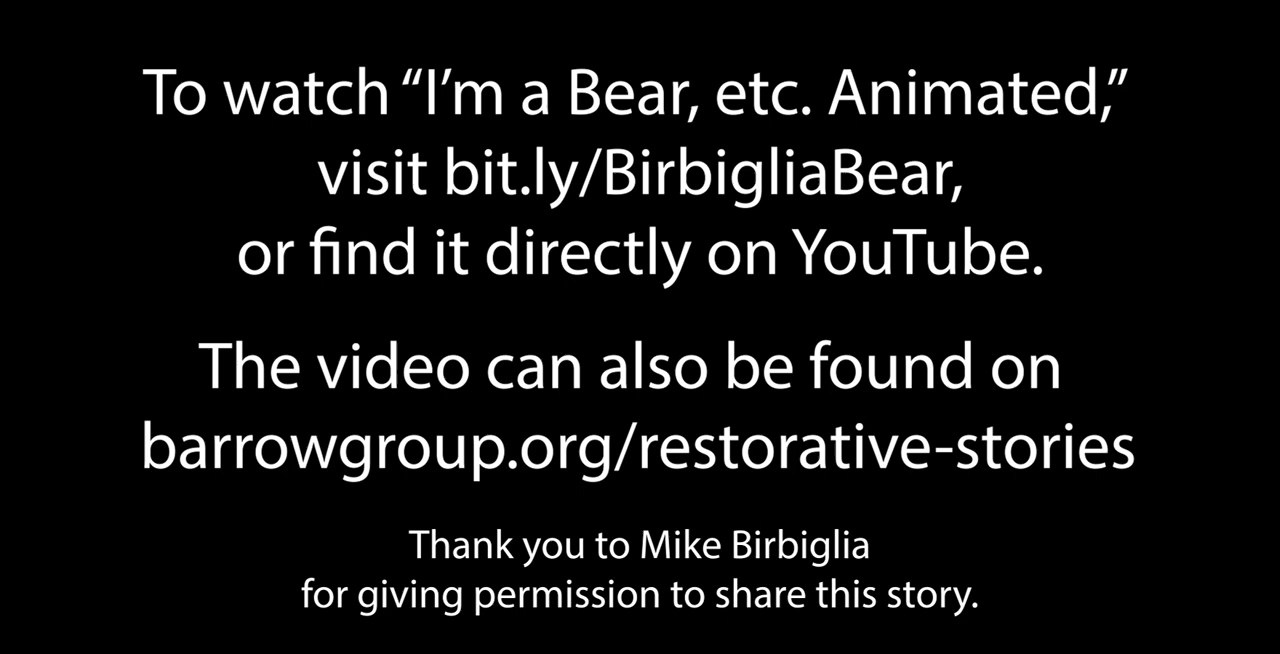 To watch “I’m a Bear, etc. Animated,”
visit bit.ly/BirbigliaBear,
or find it directly on YouTube.
The video can also be found on
barrowgroup.org/restorative-stories
Thank you to Mike Birbiglia
for giving permission to share this story.